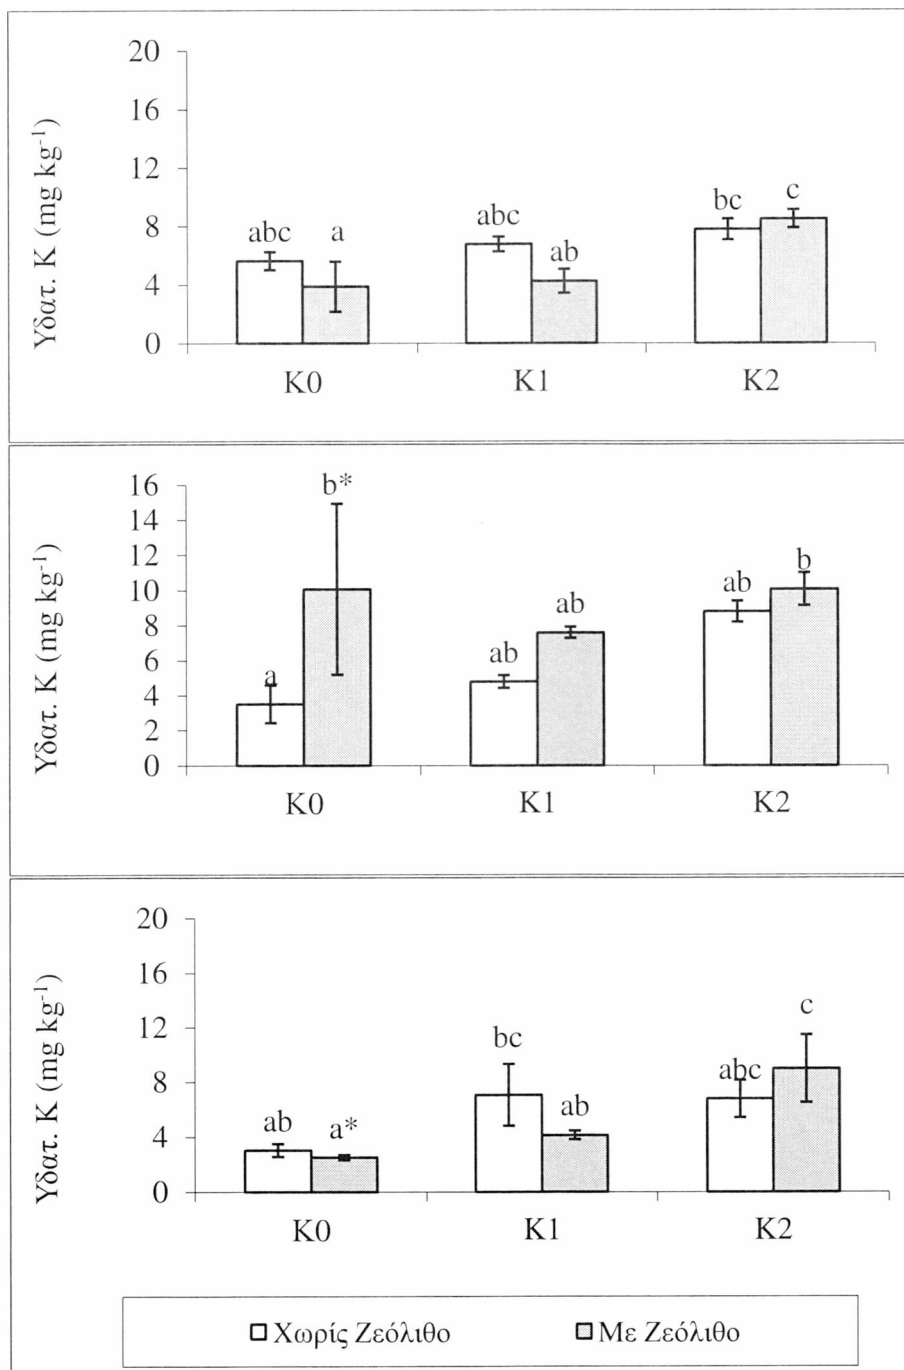 Υδατ. K (mg kg-1)
20
16
12
8
4
0
abc
a
abc
ab
bc
c
K0
K1
K2
Υδατ. K (mg kg-1)
16
14
12
10
8
6
4
2
0
a
b*
ab
ab
ab
b
K0
K1
K2
Υδατ. K (mg kg-1)
20
16
12
8
4
0
ab
a*
bc
ab
abc
c
K0
K1
K2
Χωρίς Ζεόλιθο
Με Ζεόλιθο